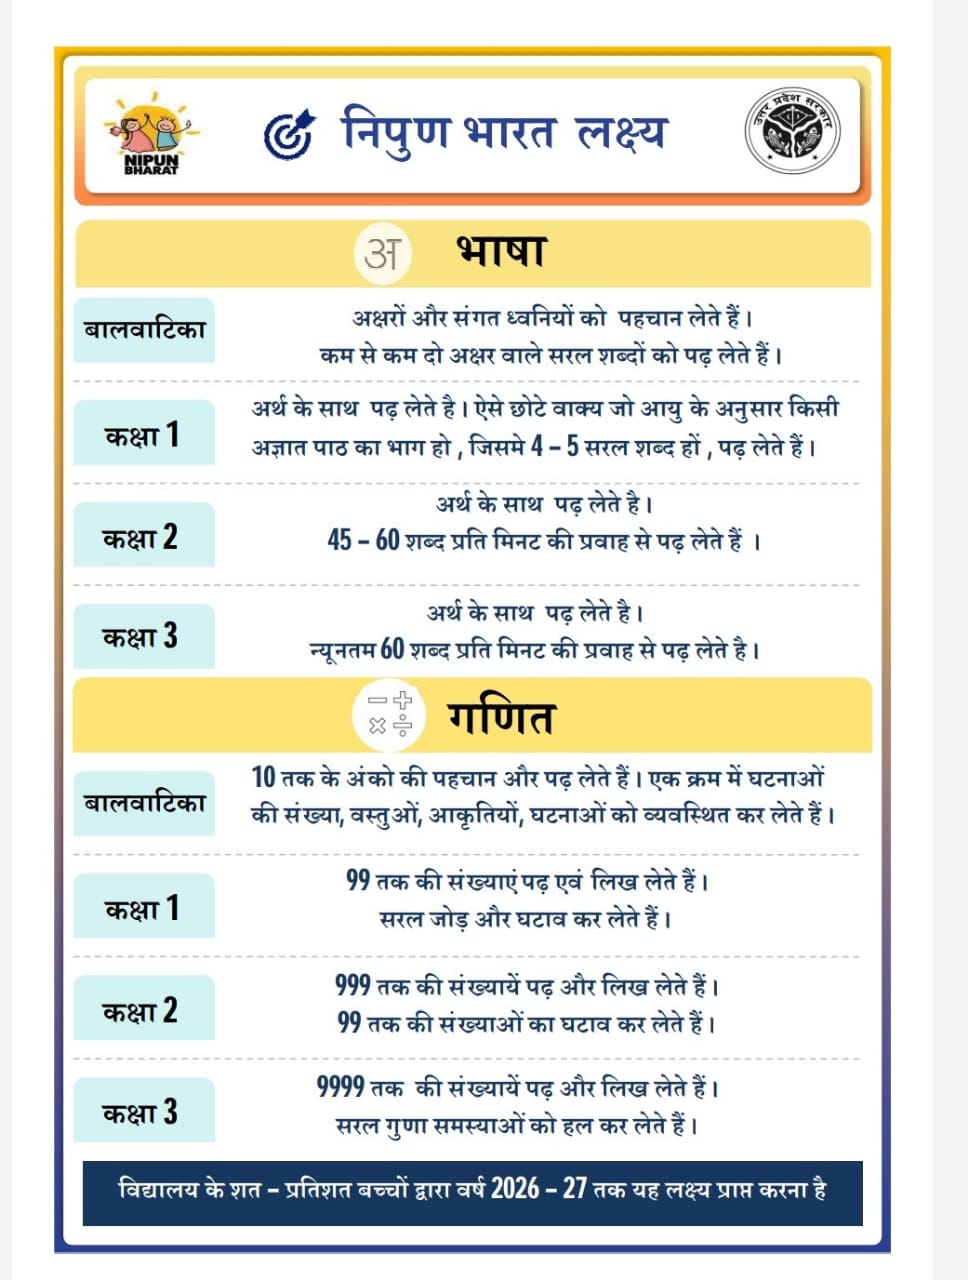 NIPUN
BHARAT
निपुण भारत लक्ष्य
उत्तर प्रदेश सरकार
अ भाषा
बालवाटिका
अक्षरों और संगत ध्वनियों को पहचान लेते हैं।
कम से कम दो अक्षर वाले सरल शब्दों को पढ़ लेते हैं।
कक्षा 1
अर्थ के साथ पढ़ लेते है। ऐसे छोटे वाक्य जो आयु के अनुसार किसी
अज्ञात पाठ का भाग हो , जिसमे 4 – 5 सरल शब्द हों , पढ़ लेते हैं।
कक्षा 2
अर्थ के साथ पढ़ लेते है।
45 – 60 शब्द प्रति मिनट की प्रवाह से पढ़ लेते हैं ।
कक्षा 3
अर्थ के साथ पढ़ लेते है।
न्यूनतम 60 शब्द प्रति मिनट की प्रवाह से पढ़ लेते है।
− + × ÷ गणित
बालवाटिका
10 तक के अंको की पहचान और पढ़ लेते हैं। एक क्रम में घटनाओं
की संख्या, वस्तुओं, आकृतियों, घटनाओं को व्यवस्थित कर लेते हैं।
कक्षा 1
99 तक की संख्याएं पढ़ एवं लिख लेते हैं।
सरल जोड़ और घटाव कर लेते हैं।
कक्षा 2
999 तक की संख्यायें पढ़ और लिख लेते हैं।
99 तक की संख्याओं का घटाव कर लेते हैं।
कक्षा 3
9999 तक की संख्यायें पढ़ और लिख लेते हैं।
सरल गुणा समस्याओं को हल कर लेते हैं।
विद्यालय के शत – प्रतिशत बच्चों द्वारा वर्ष 2026 – 27 तक यह लक्ष्य प्राप्त करना है